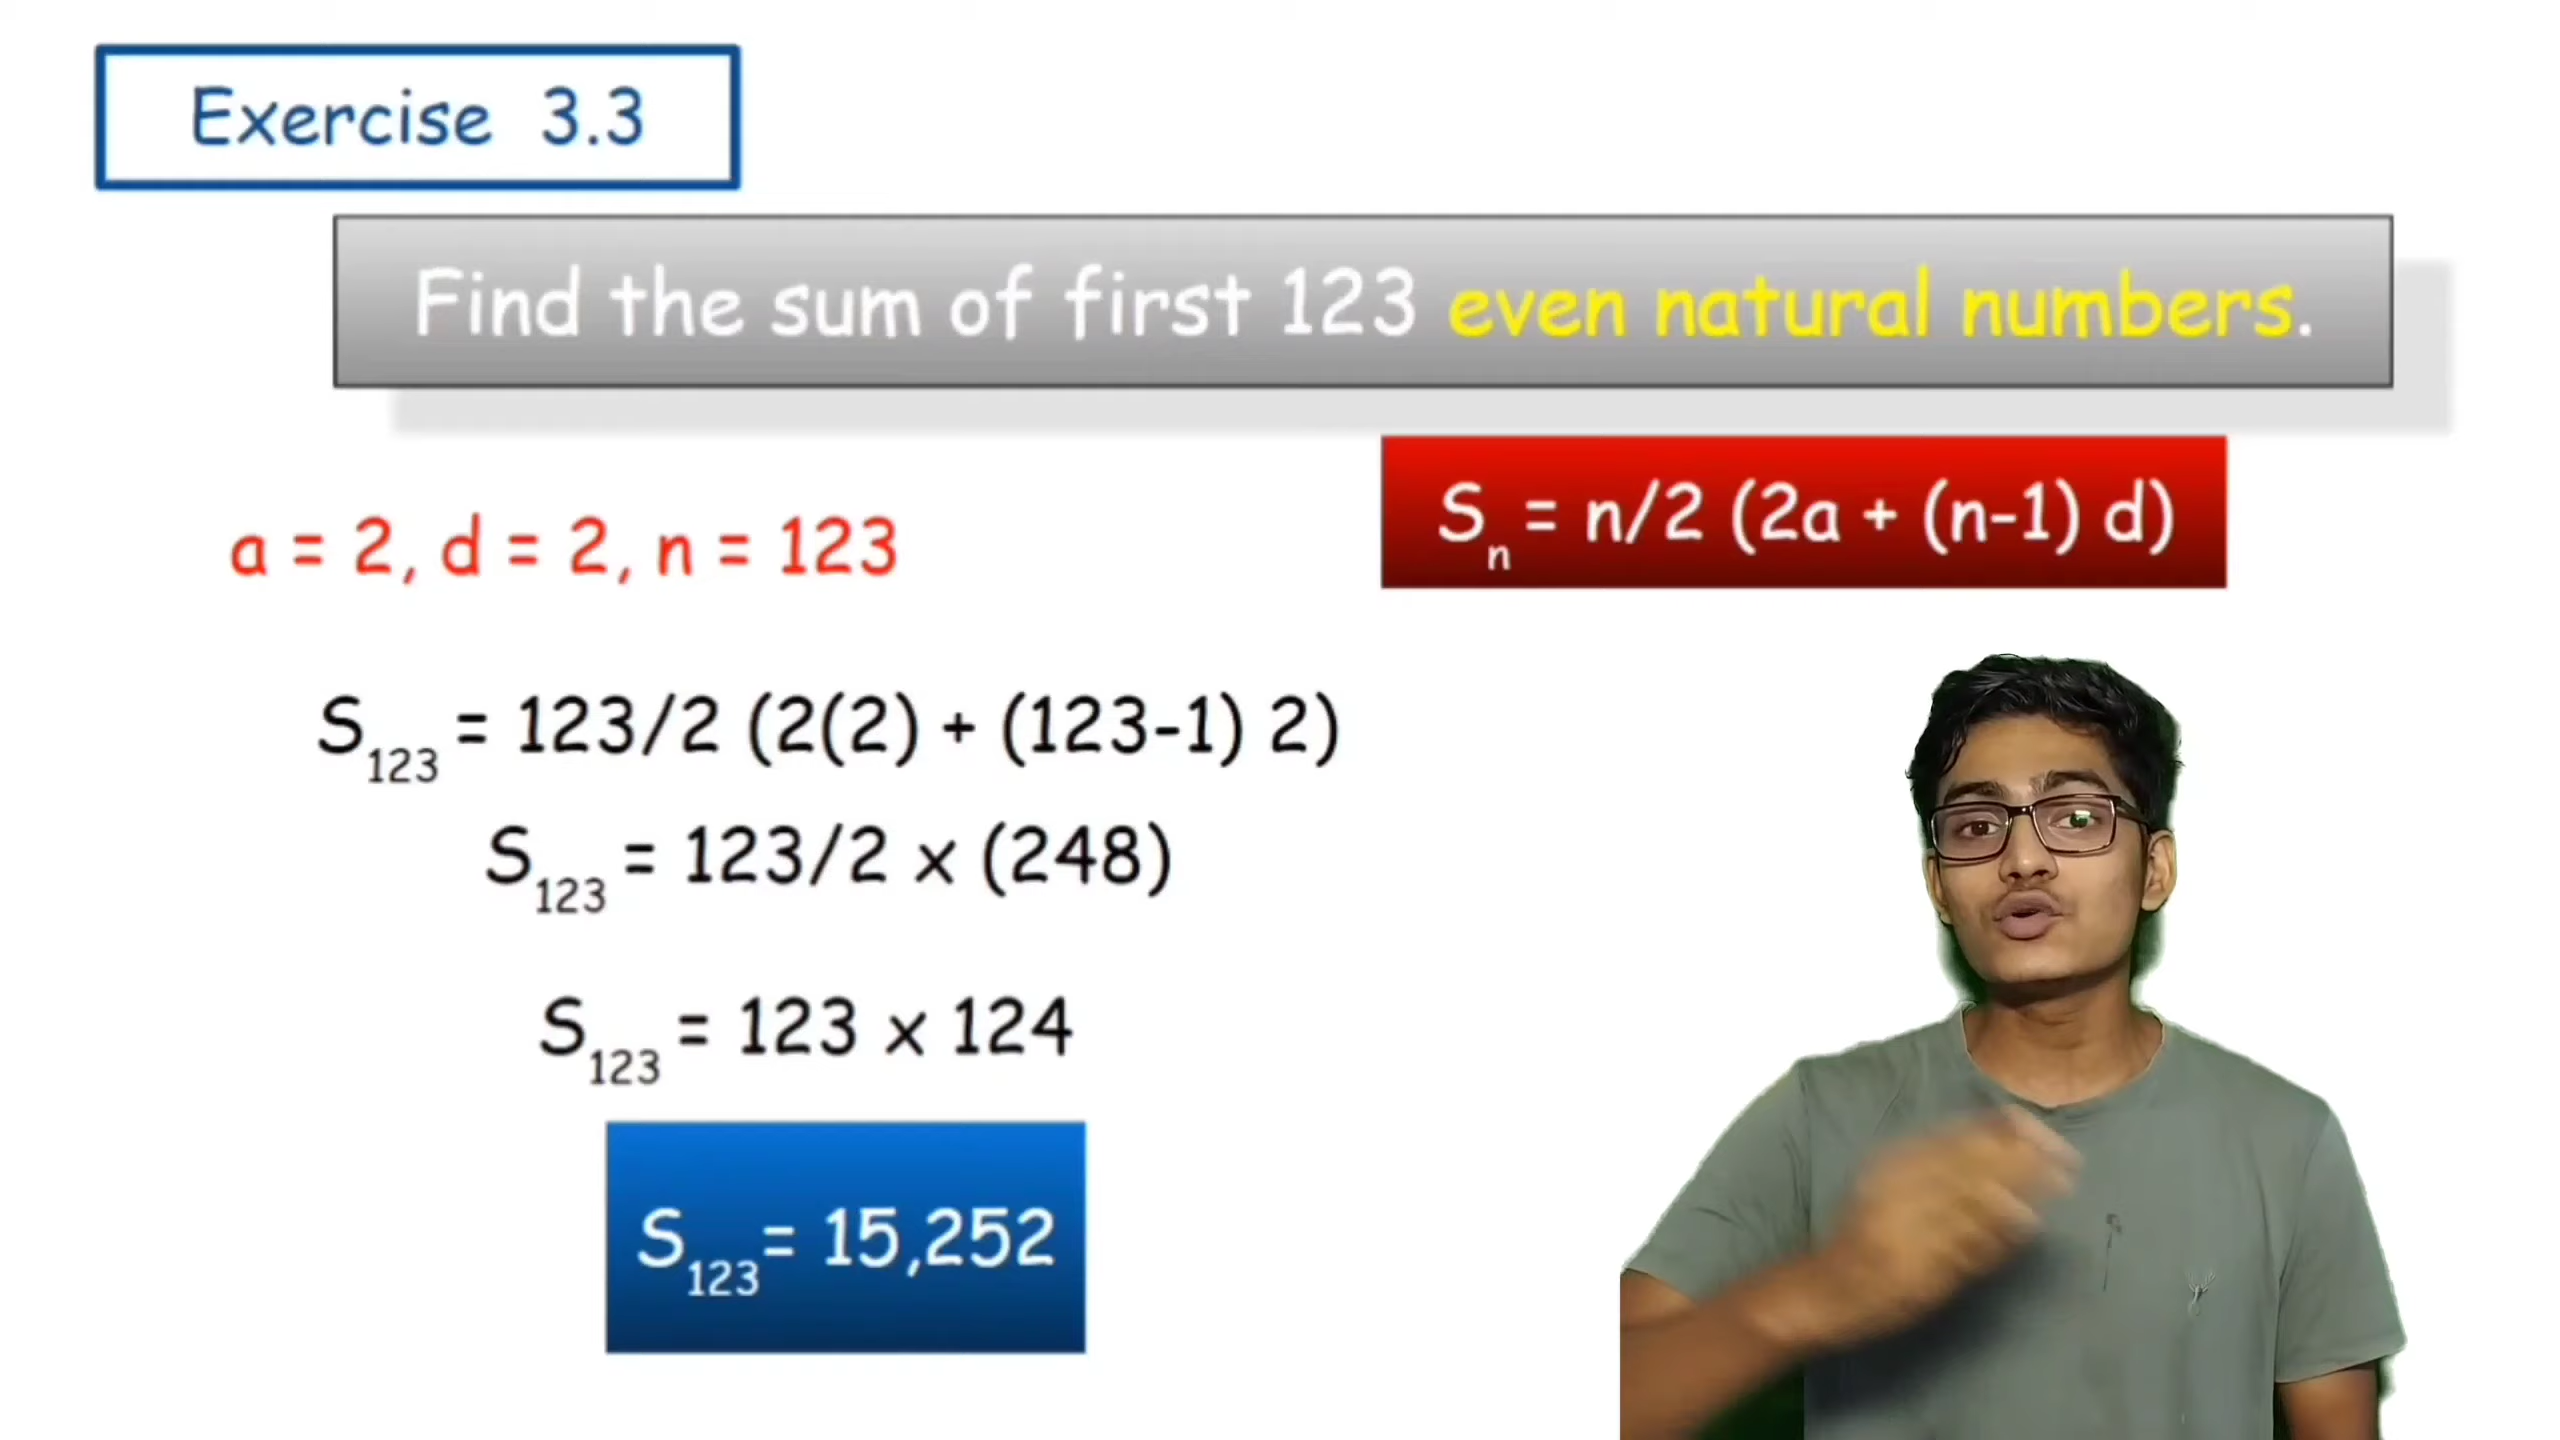 Exercise 3.3
Find the sum of first 123 even natural numbers.
Sn = n/2 (2a + (n-1) d)
a = 2, d = 2, n = 123
S123 = 123/2 (2(2) + (123-1) 2)
S123 = 123/2 x (248)
S123 = 123 x 124
S123 = 15,252